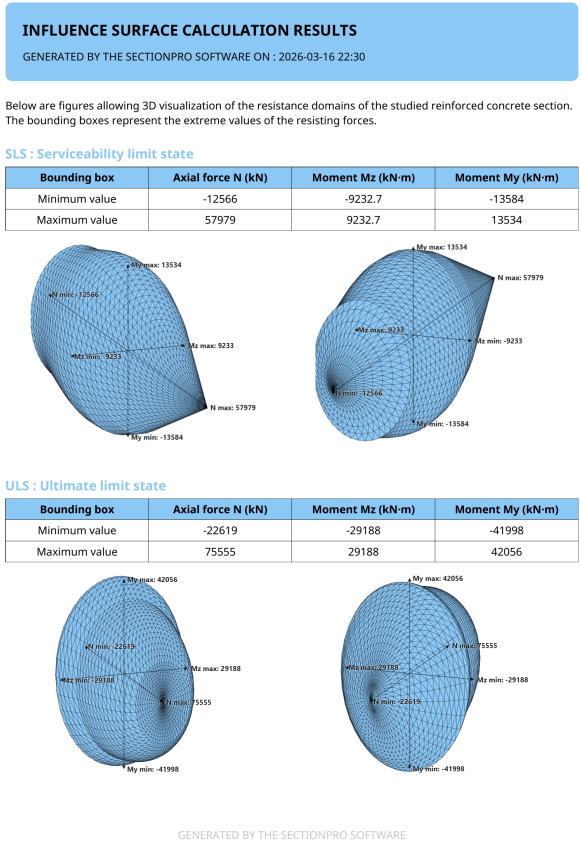 INFLUENCE SURFACE CALCULATION RESULTS
GENERATED BY THE SECTIONPRO SOFTWARE ON : 2026-03-16 22:30
Below are figures allowing 3D visualization of the resistance domains of the studied reinforced concrete section.
The bounding boxes represent the extreme values of the resisting forces.
SLS : Serviceability limit state
Bounding box Axial force N (kN) Moment Mz (kN·m) Moment My (kN·m)
Minimum value -12566 -9232.7 -13584
Maximum value 57979 9232.7 13534
My max: 13534
N min: -12566
Mz max: 9233
Mz min: -9233
N max: 57979
My min: -13584
My max: 13534
N max: 57979
Mz max: 9233
Mz min: -9233
N min: -12566
My min: -13584
ULS : Ultimate limit state
Bounding box Axial force N (kN) Moment Mz (kN·m) Moment My (kN·m)
Minimum value -22619 -29188 -41998
Maximum value 75555 29188 42056
My max: 42056
N min: -22619
Mz max: 29188
Mz min: -29188
N max: 75555
My min: -41998
My max: 42056
N max: 75555
Mz max: 29188
Mz min: -29188
N min: -22619
My min: -41998
GENERATED BY THE SECTIONPRO SOFTWARE